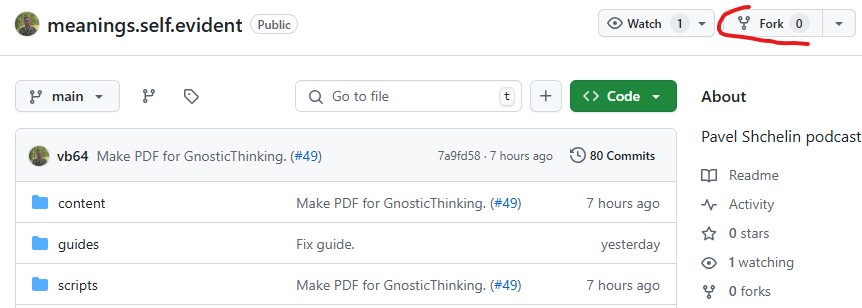 meanings.self.evident Public Watch 1 Fork 0
main Go to file t + Code About
vb64 Make PDF for GnosticThinking. (#49) 7a9fd58 · 7 hours ago 80 Commits Pavel Shchelin podcast
content Make PDF for GnosticThinking. (#49) 7 hours ago Readme
Activity
guides Fix guide. yesterday 0 stars
1 watching
scripts Make PDF for GnosticThinking. (#49) 7 hours ago 0 forks